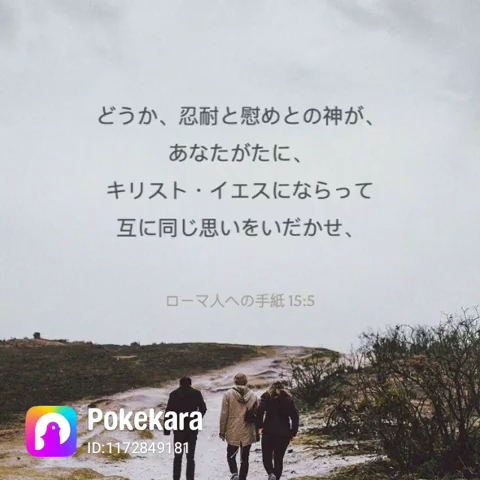 どうか、忍耐と慰めとの神が、
あなたがたに、
キリスト・イエスにならって
互に同じ思いをいだかせ、
ローマ人への手紙 15:5
Pokekara
ID:1172849181